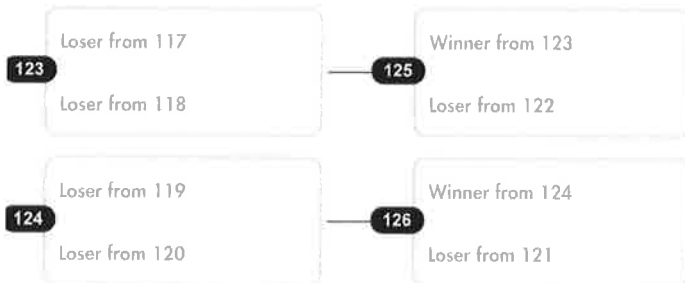 Loser from 117
Winner from 123
123
125
Loser from 118
Loser from 122
Loser from 119
Winner from 124
124
126
Loser from 120
Loser from 121